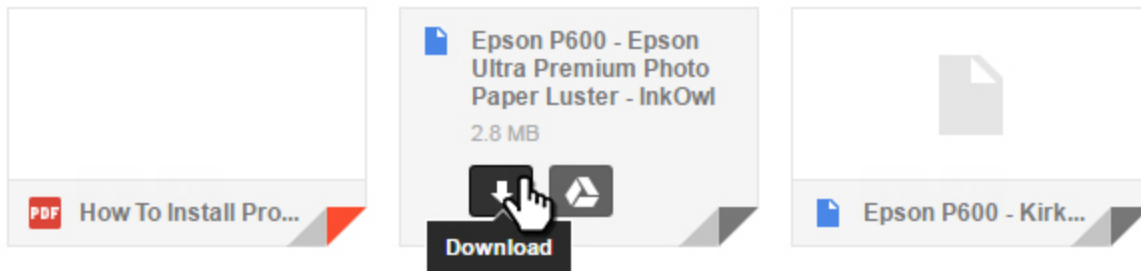 Epson P600 - Epson
Ultra Premium Photo
Paper Luster - InkOwl
2.8 MB
PDF
How To Install Pro...
Download
Epson P600 - Kirk...